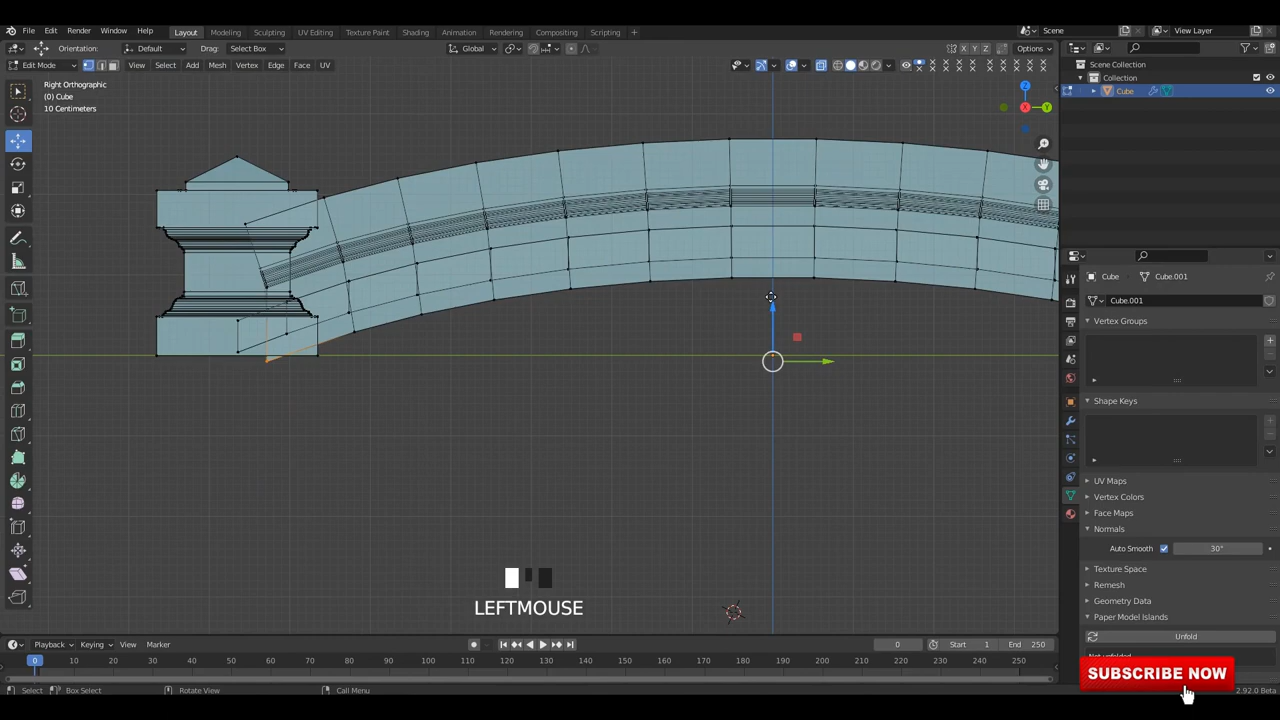 File Edit Render Window Help Layout Modeling Sculpting UV Editing Texture Paint Shading Animation Rendering Compositing Scripting + Scene View Layer
Orientation: Default Drag: Select Box Global X Y Z Options
Edit Mode View Select Add Mesh Vertex Edge Face UV
Right Orthographic
(0) Cube
10 Centimeters
Z
X
Y
Scene Collection
Collection
Cube
Cube Cube.001
Cube.001
Vertex Groups
Shape Keys
UV Maps
Vertex Colors
Face Maps
Normals
Auto Smooth 30°
Texture Space
Remesh
Geometry Data
Paper Model Islands
Unfold
LEFTMOUSE
SUBSCRIBE NOW
Playback Keying View Marker 0 Start 1 End 250
0 10 20 30 40 50 60 70 80 90 100 110 120 130 140 150 160 170 180 190 200 210 220 230 240 250
Select Box Select Rotate View Call Menu 2.92.0 Beta